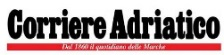 Corriere Adriatico
Dal 1860 il quotidiano delle Marche